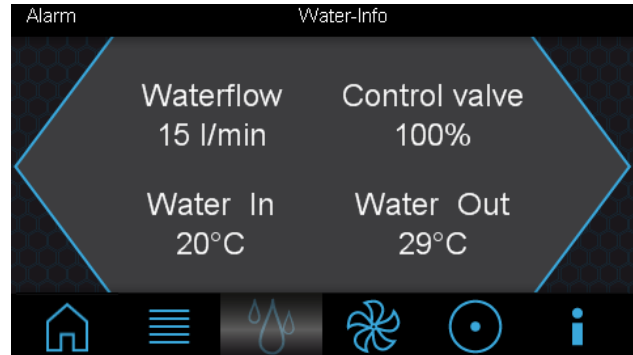 Alarm Water-Info
Waterflow Control valve
15 l/min 100%
Water In Water Out
20°C 29°C